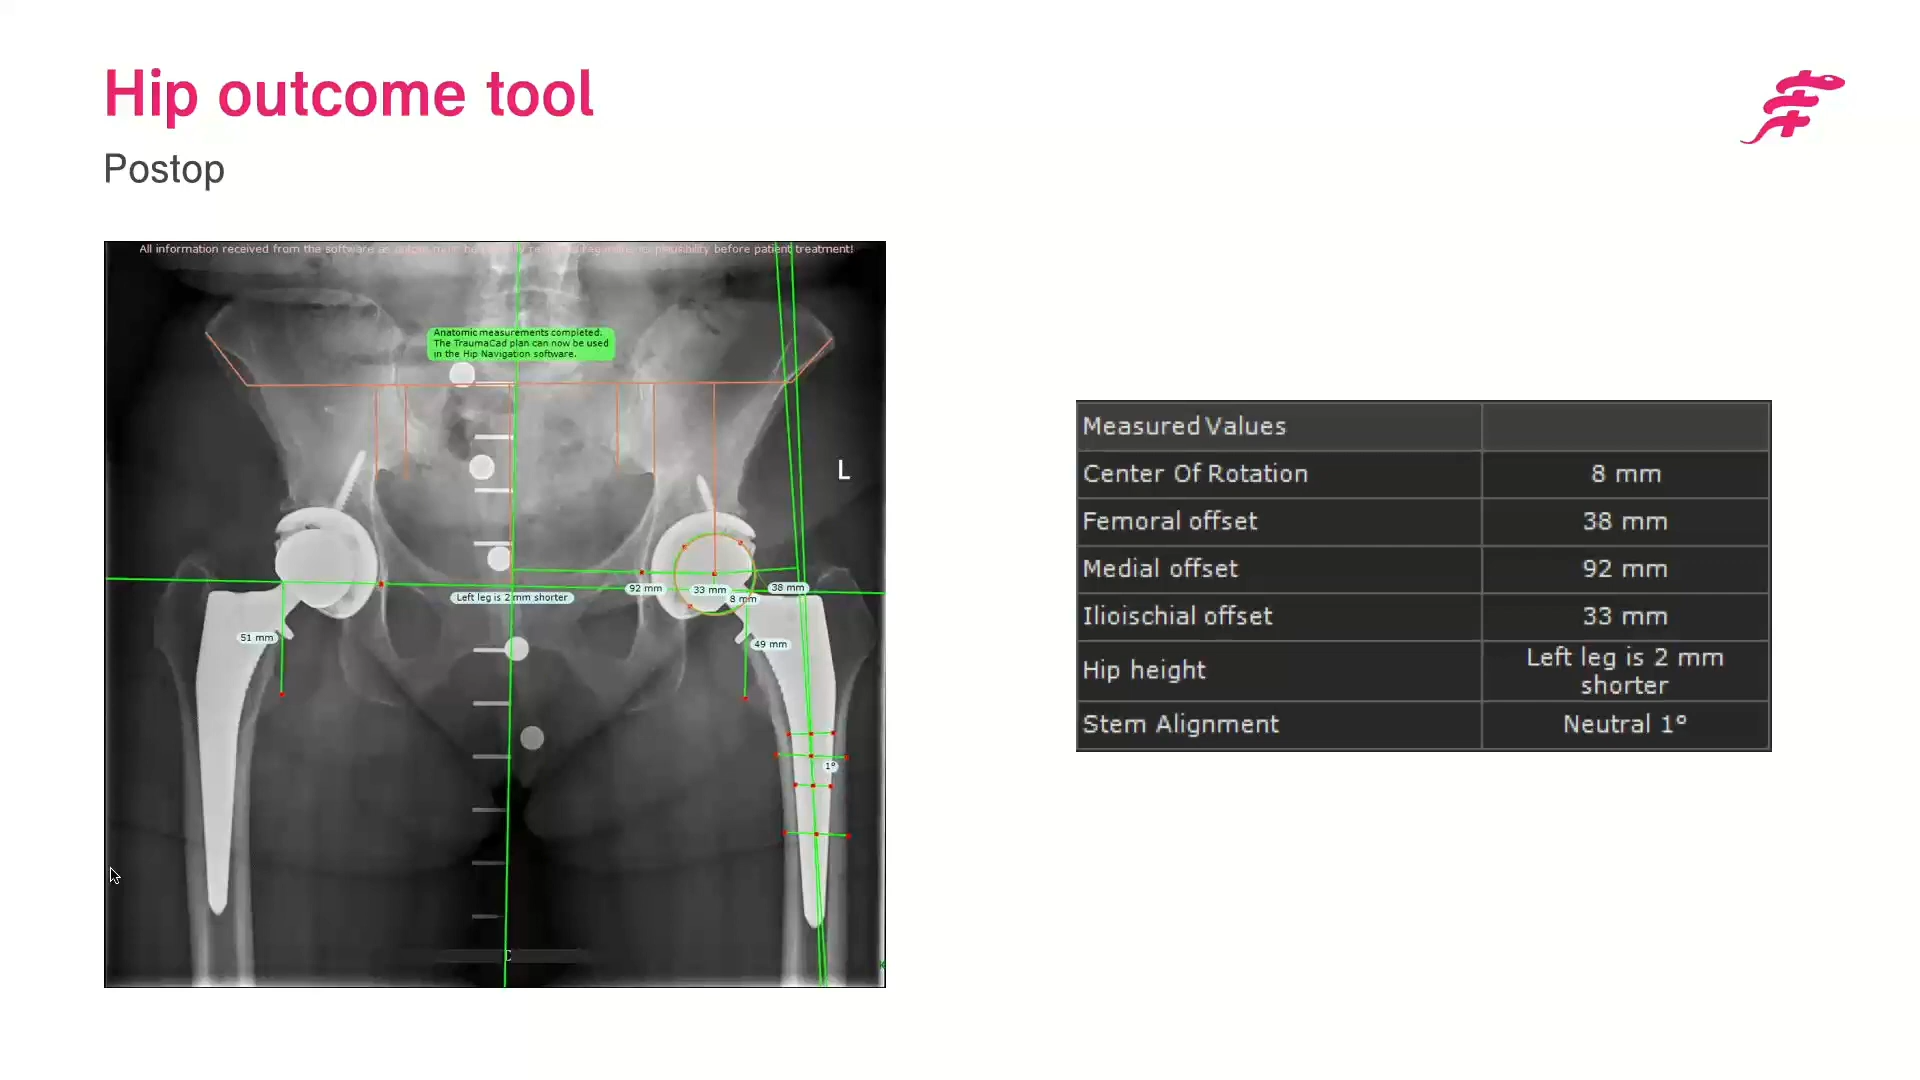 Hip outcome tool
Postop
All information received from the software as output must be before patient treatment!
Anatomic measurements completed.
The TraumaCad plan can now be used
in the Hip Navigation software.
L
92 mm
33 mm
38 mm
8 mm
Left leg is 2 mm shorter
51 mm
49 mm
1°
Measured Values
Center Of Rotation 8 mm
Femoral offset 38 mm
Medial offset 92 mm
Ilioischial offset 33 mm
Hip height Left leg is 2 mm
shorter
Stem Alignment Neutral 1°